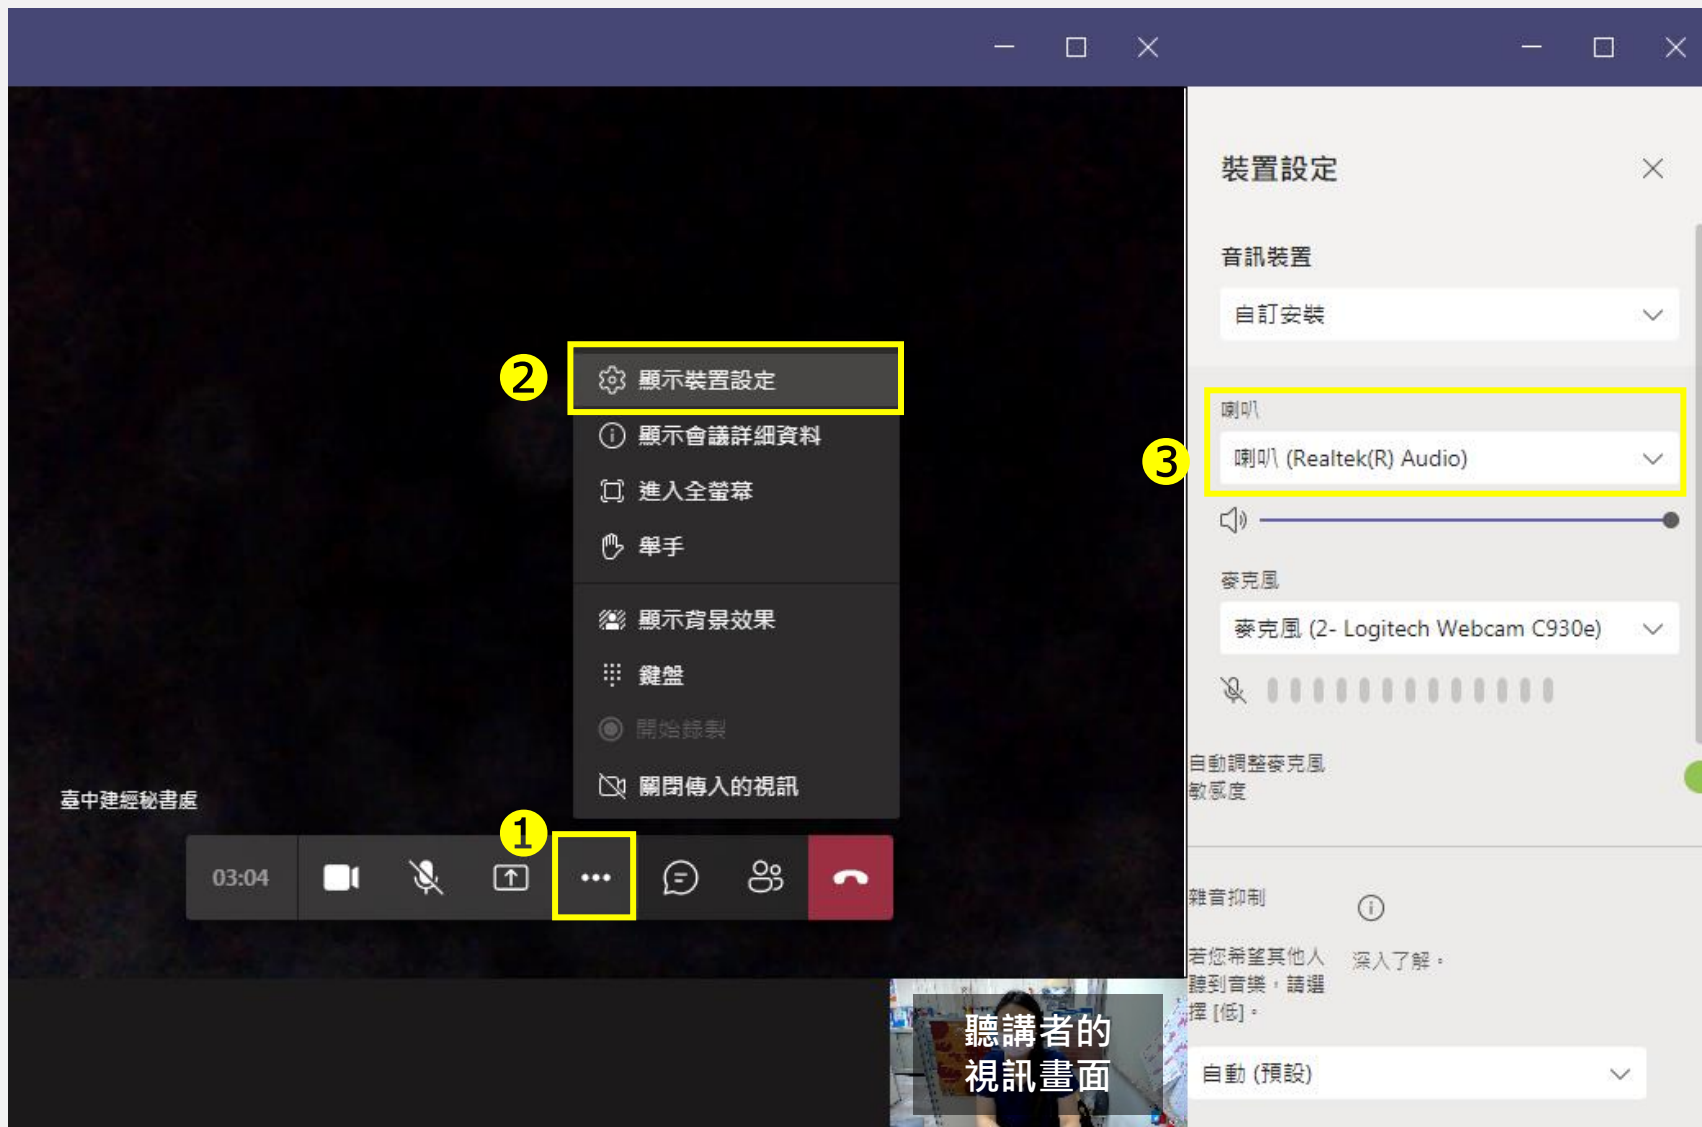 2
顯示裝置設定
顯示會議詳細資料
進入全螢幕
舉手
顯示背景效果
鍵盤
開始錄製
關閉傳入的視訊
臺中建經秘書處
1
03:04
聽講者的
視訊畫面
裝置設定
音訊裝置
自訂安裝
喇叭
3
喇叭 (Realtek(R) Audio)
麥克風
麥克風 (2- Logitech Webcam C930e)
自動調整麥克風
敏感度
雜音抑制
若您希望其他人
聽到音樂，請選
擇 [低]。
深入了解。
自動 (預設)